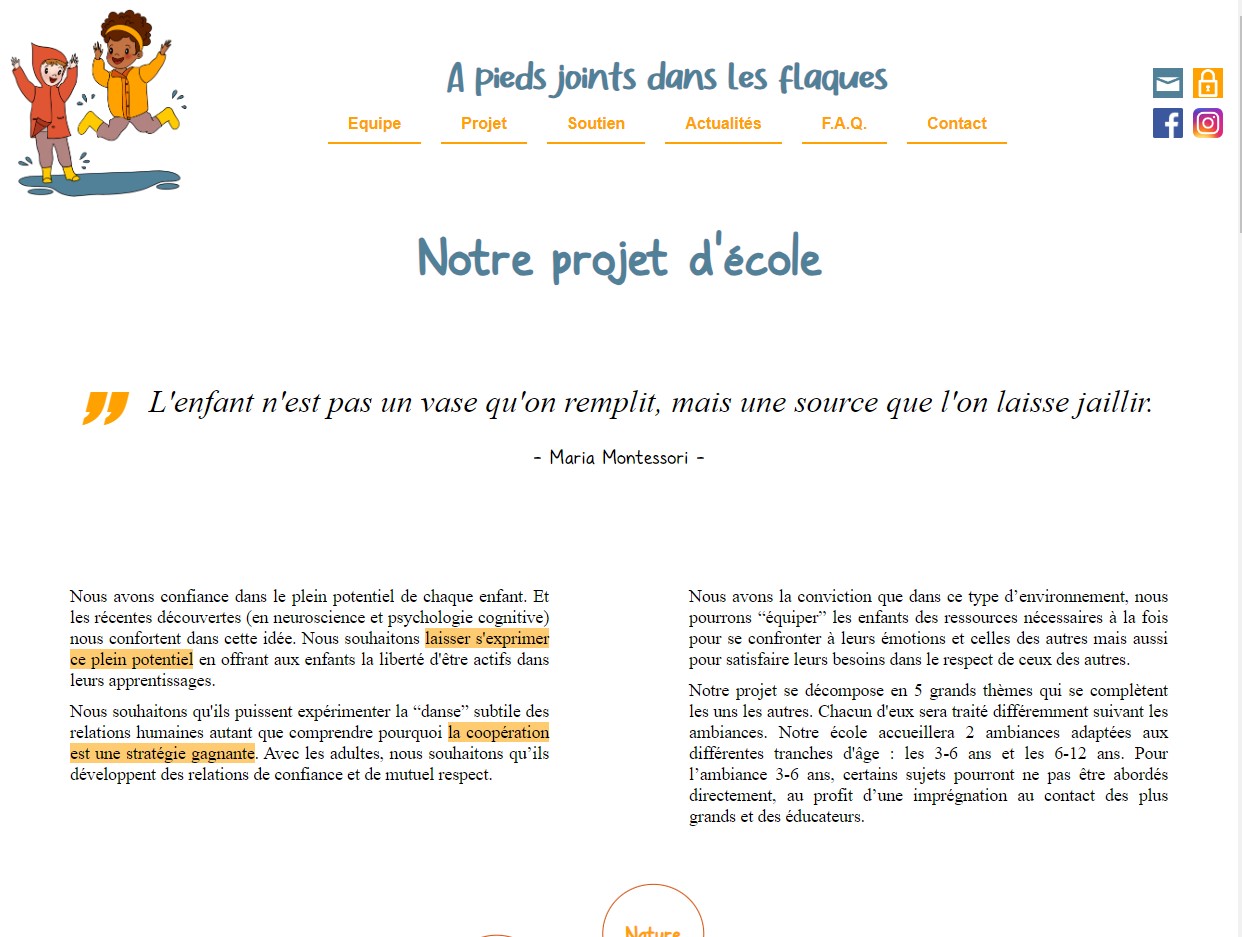 A pieds joints dans les flaques
Equipe Projet Soutien Actualités F.A.Q. Contact
Notre projet d'école
L'enfant n'est pas un vase qu'on remplit, mais une source que l'on laisse jaillir.
- Maria Montessori -
Nous avons confiance dans le plein potentiel de chaque enfant. Et
les récentes découvertes (en neuroscience et psychologie cognitive)
nous confortent dans cette idée. Nous souhaitons laisser s'exprimer
ce plein potentiel en offrant aux enfants la liberté d'être actifs dans
leurs apprentissages.
Nous souhaitons qu'ils puissent expérimenter la “danse” subtile des
relations humaines autant que comprendre pourquoi la coopération
est une stratégie gagnante. Avec les adultes, nous souhaitons qu’ils
développent des relations de confiance et de mutuel respect.
Nous avons la conviction que dans ce type d’environnement, nous
pourrons “équiper” les enfants des ressources nécessaires à la fois
pour se confronter à leurs émotions et celles des autres mais aussi
pour satisfaire leurs besoins dans le respect de ceux des autres.
Notre projet se décompose en 5 grands thèmes qui se complètent
les uns les autres. Chacun d'eux sera traité différemment suivant les
ambiances. Notre école accueillera 2 ambiances adaptées aux
différentes tranches d'âge : les 3-6 ans et les 6-12 ans. Pour
l’ambiance 3-6 ans, certains sujets pourront ne pas être abordés
directement, au profit d’une imprégnation au contact des plus
grands et des éducateurs.
Nature